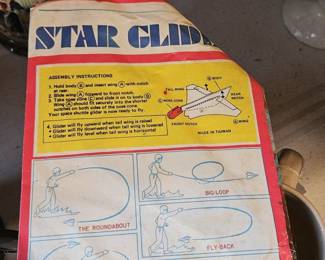 STAR GLID
ASSEMBLY INSTRUCTIONS
1. Hold body B and insert wing A with notch
at rear.
2. Slide wing A forward to front notch.
3. Take nose cone C and slide it on to body B
Wing A should fit securely into the shorter
notches on both sides of the nose cone.
Your space shuttle glider is now ready to fly.
4. Glider will fly upward when tail wing is raised
• Glider will fly downward when tail wing is lowered
• Glider will fly level when tail wing is horizontal
TAIL WING
B BODY
C NOSE CONE
REAR
NOTCH
A WING
FRONT NOTCH
MADE IN TAIWAN
THE ROUNDABOUT
BIG-LOOP
FLY-BACK